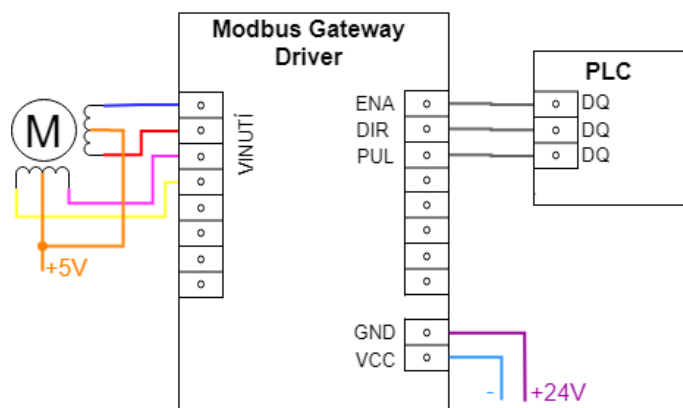 Modbus Gateway
Driver
PLC
M
VINUTÍ
ENA
DIR
PUL
DQ
DQ
DQ
+5V
GND
VCC
-
+24V